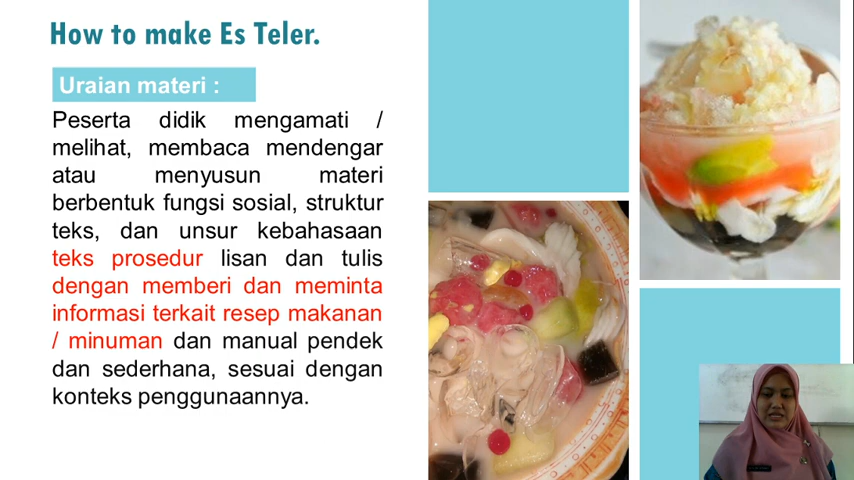 How to make Es Teler.
Uraian materi :
Peserta didik mengamati /
melihat, membaca mendengar
atau menyusun materi
berbentuk fungsi sosial, struktur
teks, dan unsur kebahasaan
teks prosedur lisan dan tulis
dengan memberi dan meminta
informasi terkait resep makanan
/ minuman dan manual pendek
dan sederhana, sesuai dengan
konteks penggunaannya.